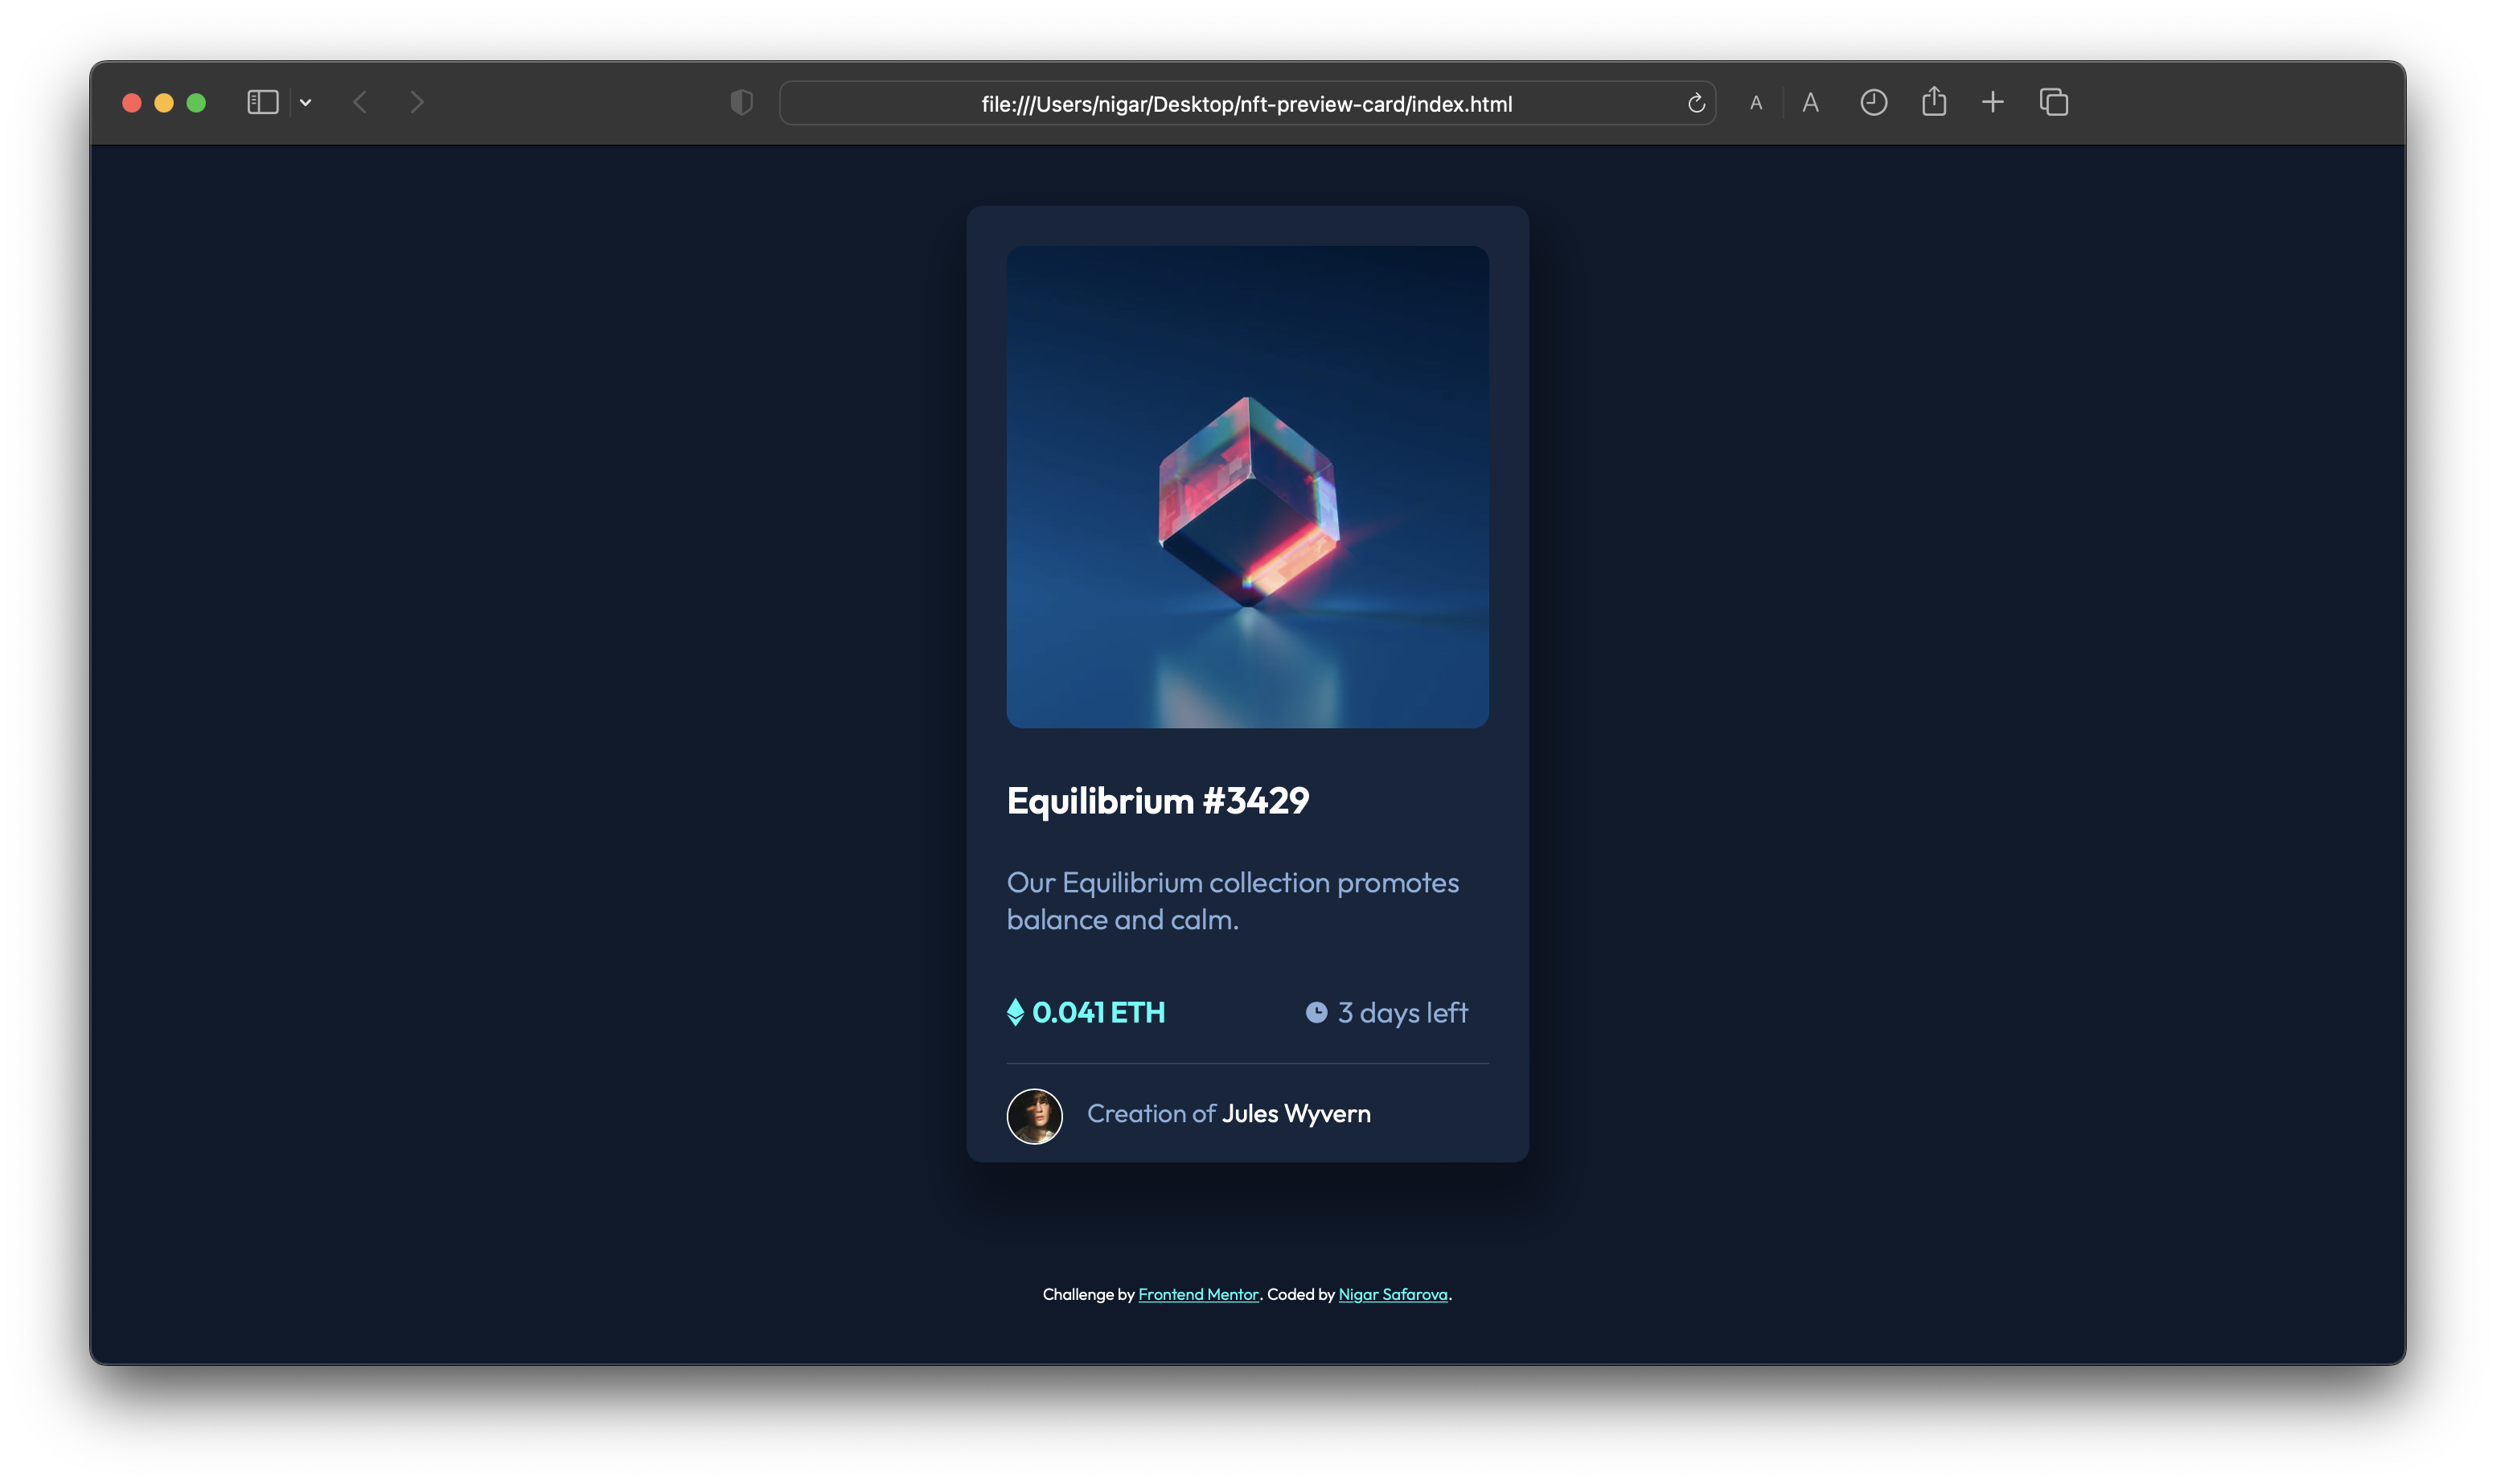 file:///Users/nigar/Desktop/nft-preview-card/index.html
A A
Equilibrium #3429
Our Equilibrium collection promotes
balance and calm.
0.041 ETH
3 days left
Creation of Jules Wyvern
Challenge by Frontend Mentor. Coded by Nigar Safarova.